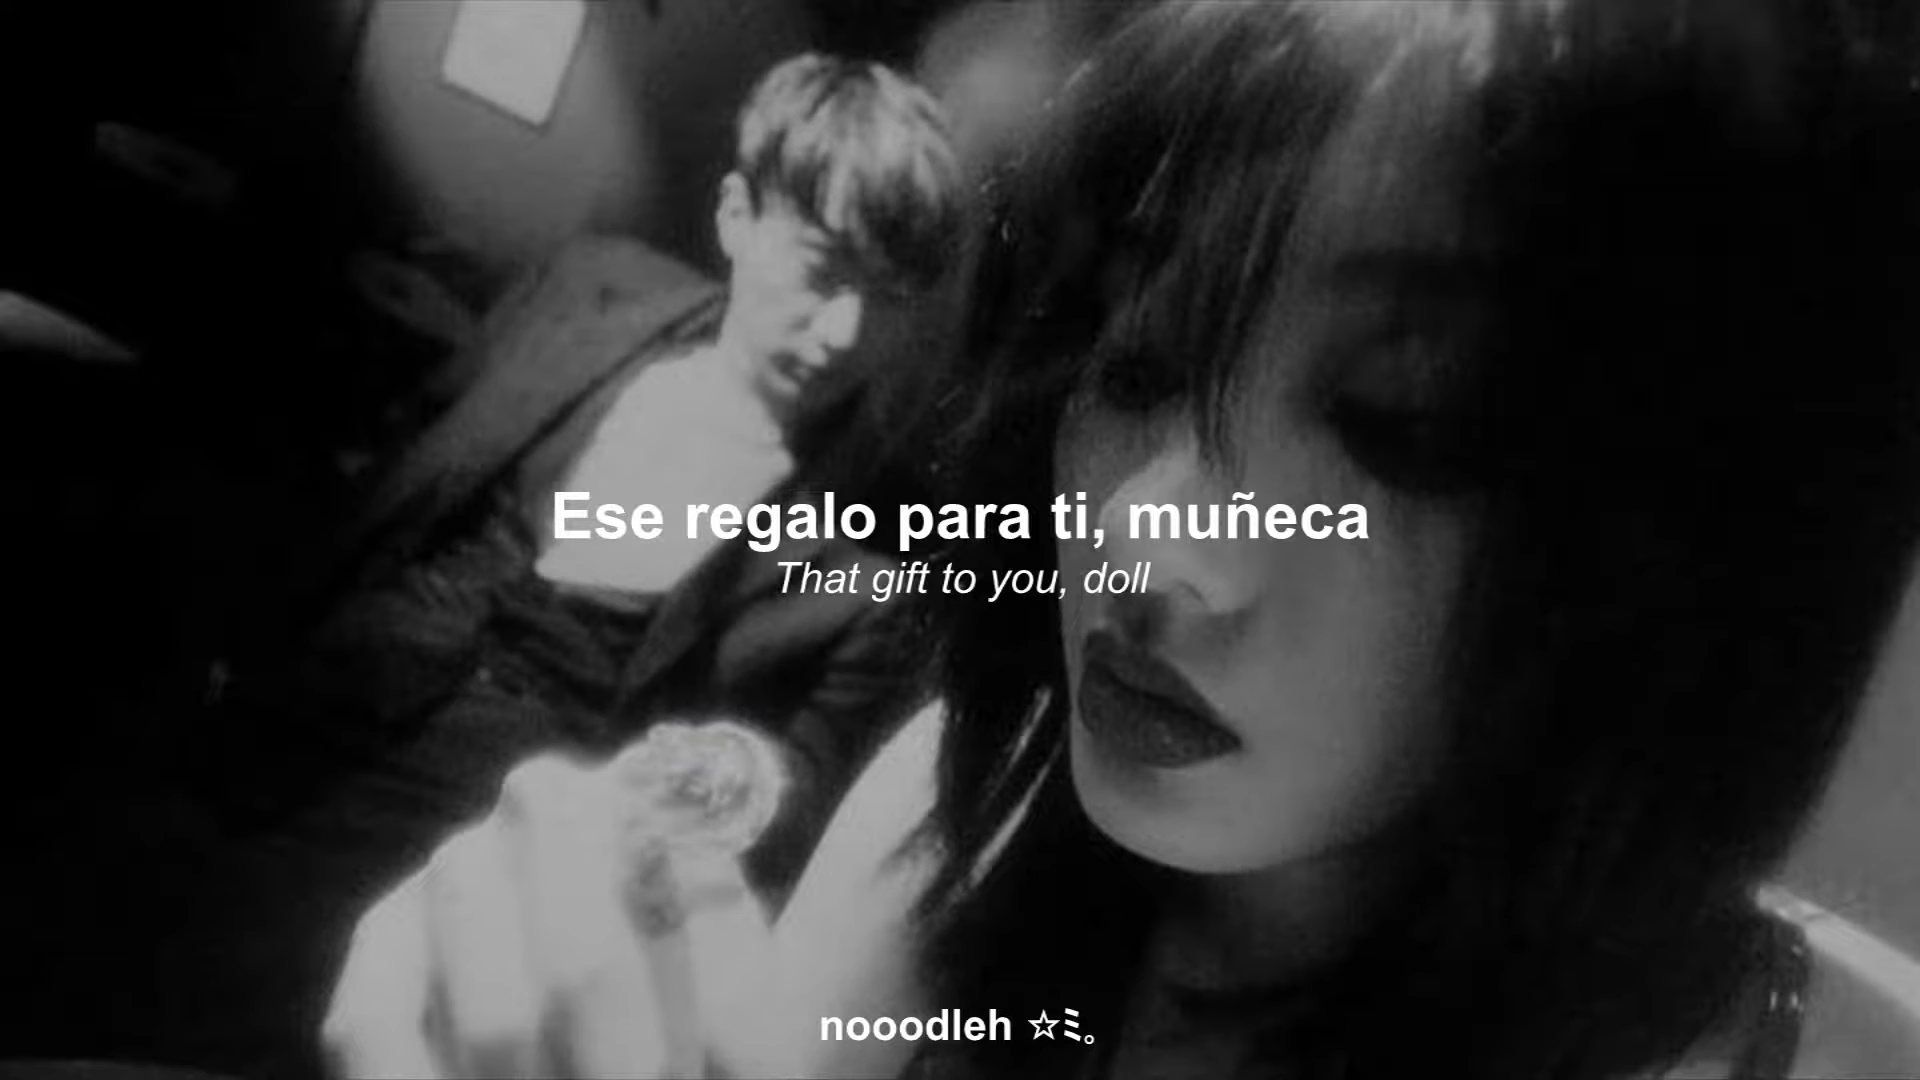 Ese regalo para ti, muñeca
That gift to you, doll
nooodleh ☆ミ。